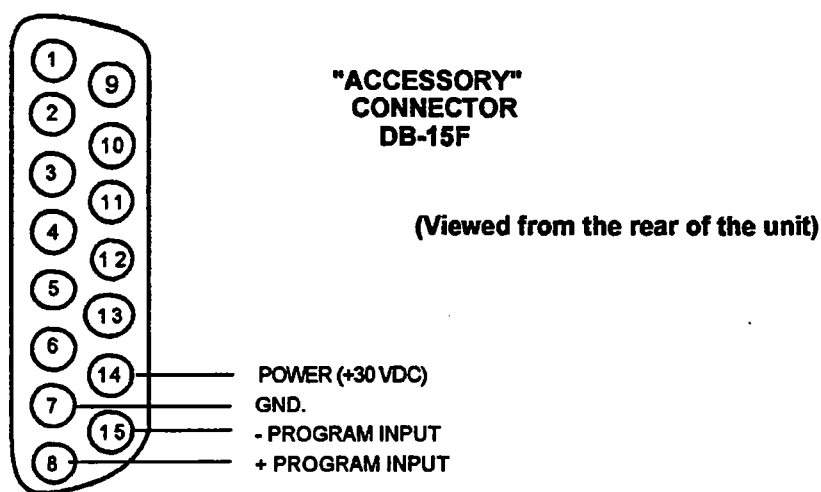 "ACCESSORY"
CONNECTOR
DB-15F
(Viewed from the rear of the unit)
1
9
2
10
3
11
4
12
5
13
6
14 POWER (+30 VDC)
7 GND.
15 - PROGRAM INPUT
8 + PROGRAM INPUT